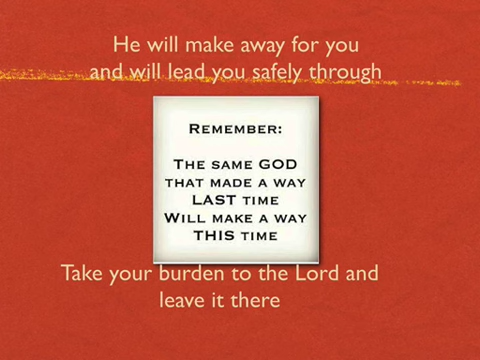 He will make away for you
and will lead you safely through
REMEMBER:
THE SAME GOD
THAT MADE A WAY
LAST TIME
WILL MAKE A WAY
THIS TIME
Take your burden to the Lord and
leave it there